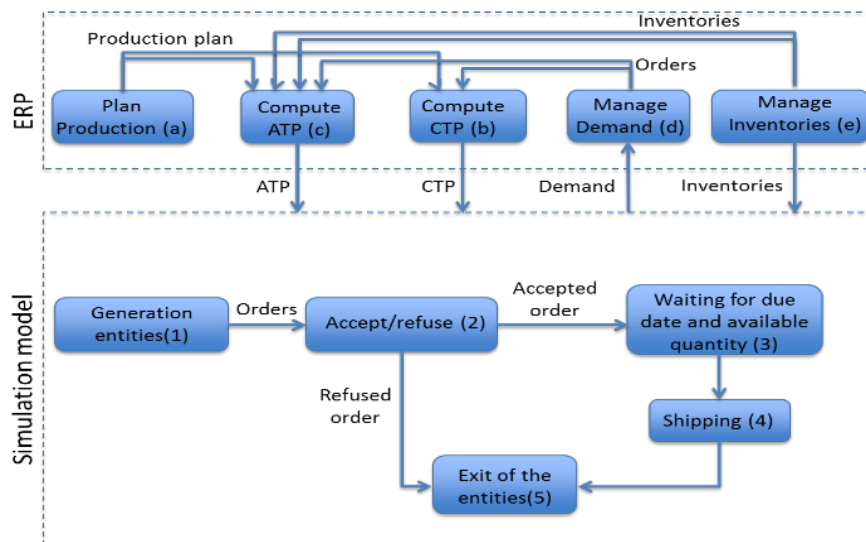 Inventories
Production plan
Orders
ERP
Plan
Production (a)
Compute
ATP (c)
Compute
CTP (b)
Manage
Demand (d)
Manage
Inventories (e)
ATP
CTP
Demand
Inventories
Simulation model
Generation
entities(1)
Orders
Accept/refuse (2)
Accepted
order
Waiting for due
date and available
quantity (3)
Refused
order
Shipping (4)
Exit of the
entities(5)